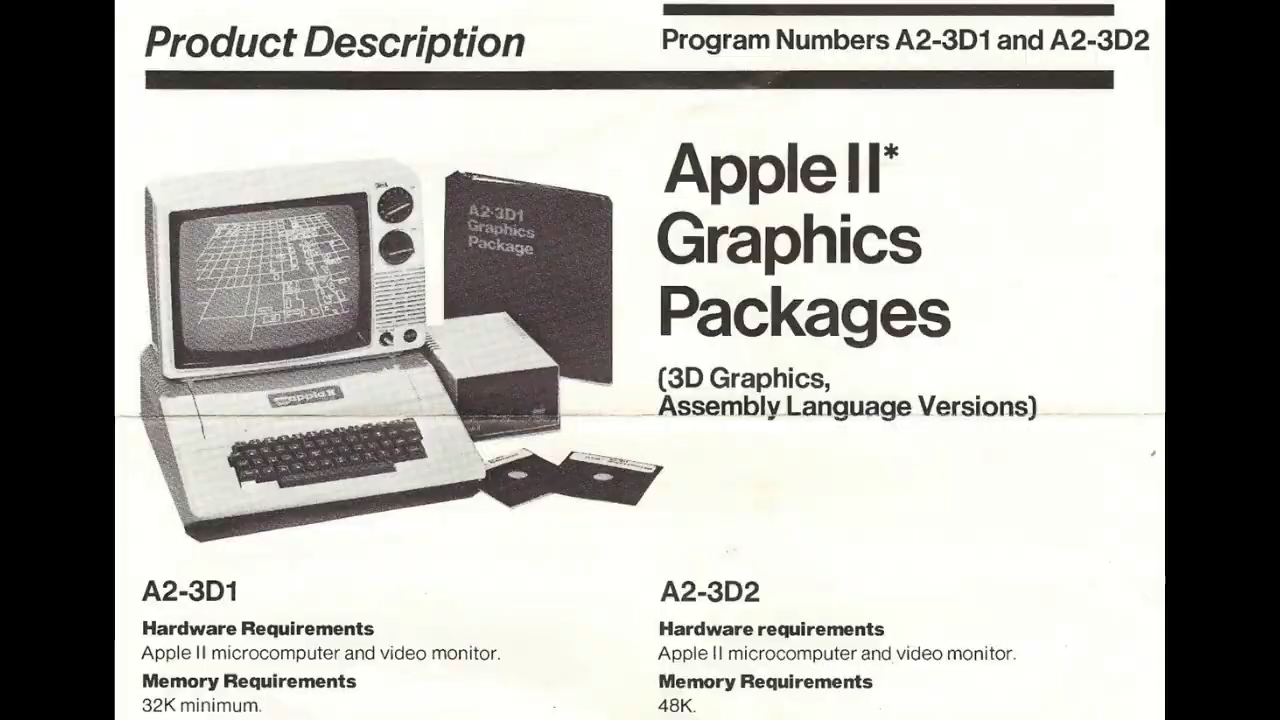 Product Description
Program Numbers A2-3D1 and A2-3D2
A2-3D1
Graphics
Package
apple II
Apple II*
Graphics
Packages
(3D Graphics,
Assembly Language Versions)
A2-3D1
Hardware Requirements
Apple II microcomputer and video monitor.
Memory Requirements
32K minimum.
A2-3D2
Hardware requirements
Apple II microcomputer and video monitor.
Memory Requirements
48K.